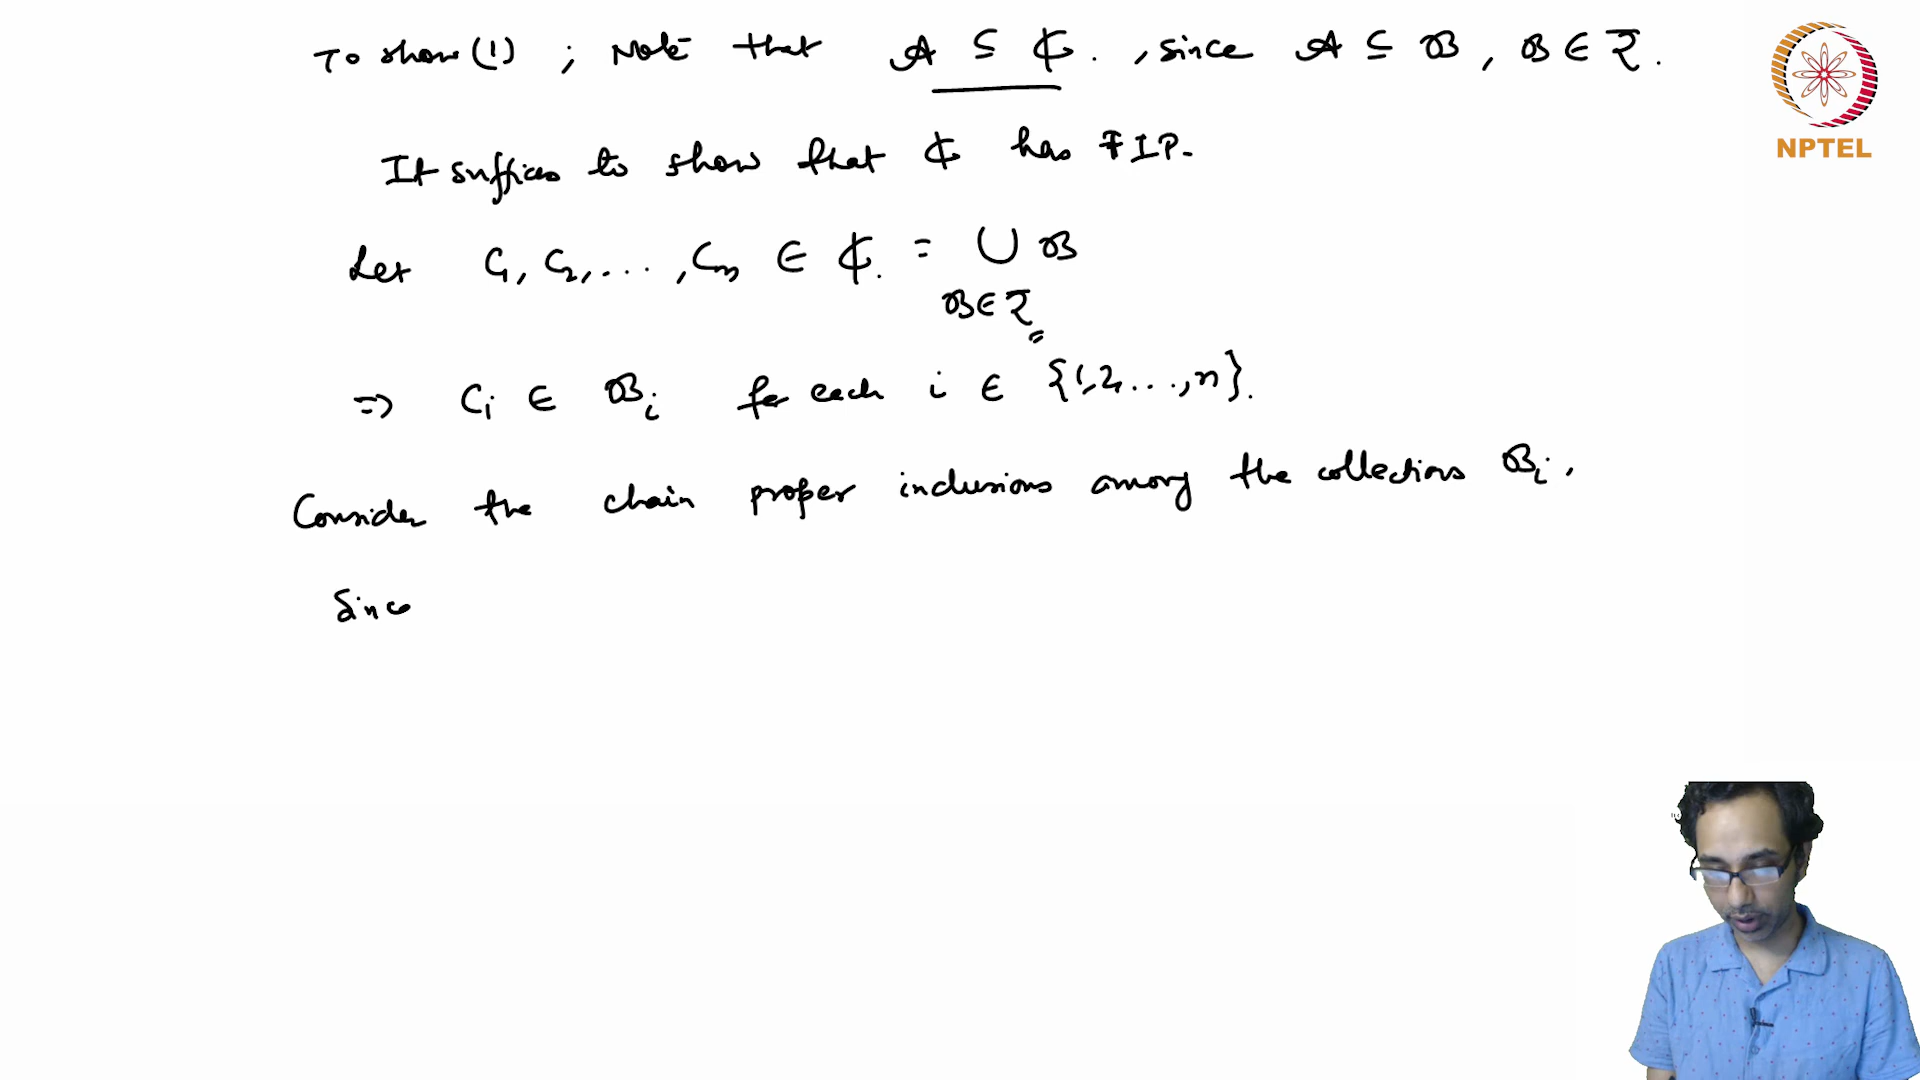 To show (1) ; Note that 𝒜 ⊆ ℂ . , since 𝒜 ⊆ ℬ , ℬ ∈ ζ .
NPTEL
It suffices to show that ℂ has FIP.
Let C₁, C₂, ..., Cₙ ∈ ℂ . = ∪ ℬ
ℬ ∈ ζ
⇒ Cᵢ ∈ ℬᵢ for each i ∈ {1,2, ..., n}.
Consider the chain proper inclusions among the collections ℬᵢ .
Since